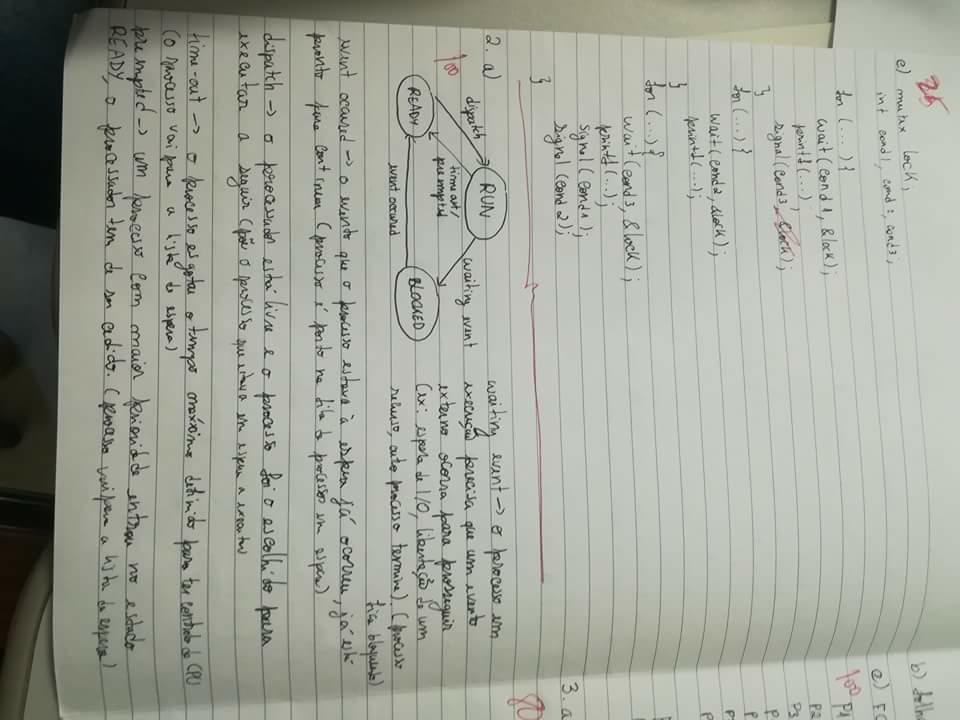 25
e) mutex lock;
int cond1, cond2, cond3;
for (...) {
wait(cond1, &lock);
printf(...);
signal(cond3, &lock);
}
for (...) {
wait(cond2, &lock);
printf(...);
}
for (...) {
wait(cond3, &lock);
printf(...);
signal(cond1);
signal(cond2);
}
2. a)
100
RUN
dispatch
time out/
preempted
waiting event
READY
BLOCKED
event occured
waiting event → o processo em
execução precisa que um evento
externo ocorra para prosseguir
(ex: espera de I/O, libertação de um
recurso, outro processo termine). (processo
fica bloqueado)
event occured → o evento que o processo estava à espera já ocorreu, já está
pronto para continuar (processo é posto na fila de processos em espera)
dispatch → o processador está livre e o processo foi o escolhido para
executar a seguir (põe o processo que estava em espera a executar
time-out → o processo esgotou o tempo máximo definido para ter controlo do CPU
(o processo vai para a lista de espera)
preempted → um processo com maior prioridade entrou no estado
READY, o processador tem de ser cedido. (processo vai para a lista de espera)
b) folha
e) FC
100
P1
P2
P3
P
P
P
P
3. a
80